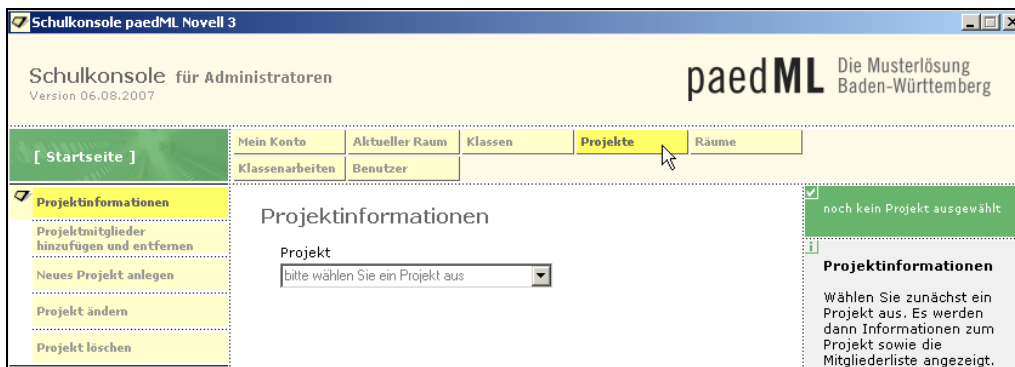 Schulkonsole paedML Novell 3
Schulkonsole für Administratoren
Version 06.08.2007
paedML Die Musterlösung
Baden-Württemberg
[ Startseite ]
Mein Konto Aktueller Raum Klassen Projekte Räume
Klassenarbeiten Benutzer
Projektinformationen
Projektmitglieder
hinzufügen und entfernen
Neues Projekt anlegen
Projekt ändern
Projekt löschen
Projektinformationen
Projekt
bitte wählen Sie ein Projekt aus
noch kein Projekt ausgewählt
Projektinformationen
Wählen Sie zunächst ein
Projekt aus. Es werden
dann Informationen zum
Projekt sowie die
Mitgliederliste angezeigt.